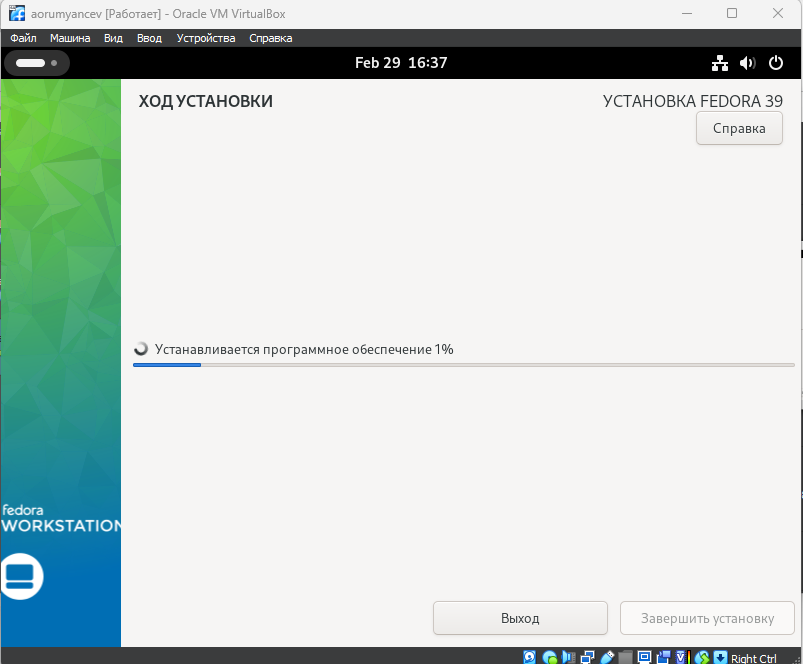 aorumyancev [Работает] - Oracle VM VirtualBox
Файл Машина Вид Ввод Устройства Справка
Feb 29 16:37
ХОД УСТАНОВКИ
УСТАНОВКА FEDORA 39
Справка
Устанавливается программное обеспечение 1%
fedora
WORKSTATION
Выход
Завершить установку
Right Ctrl